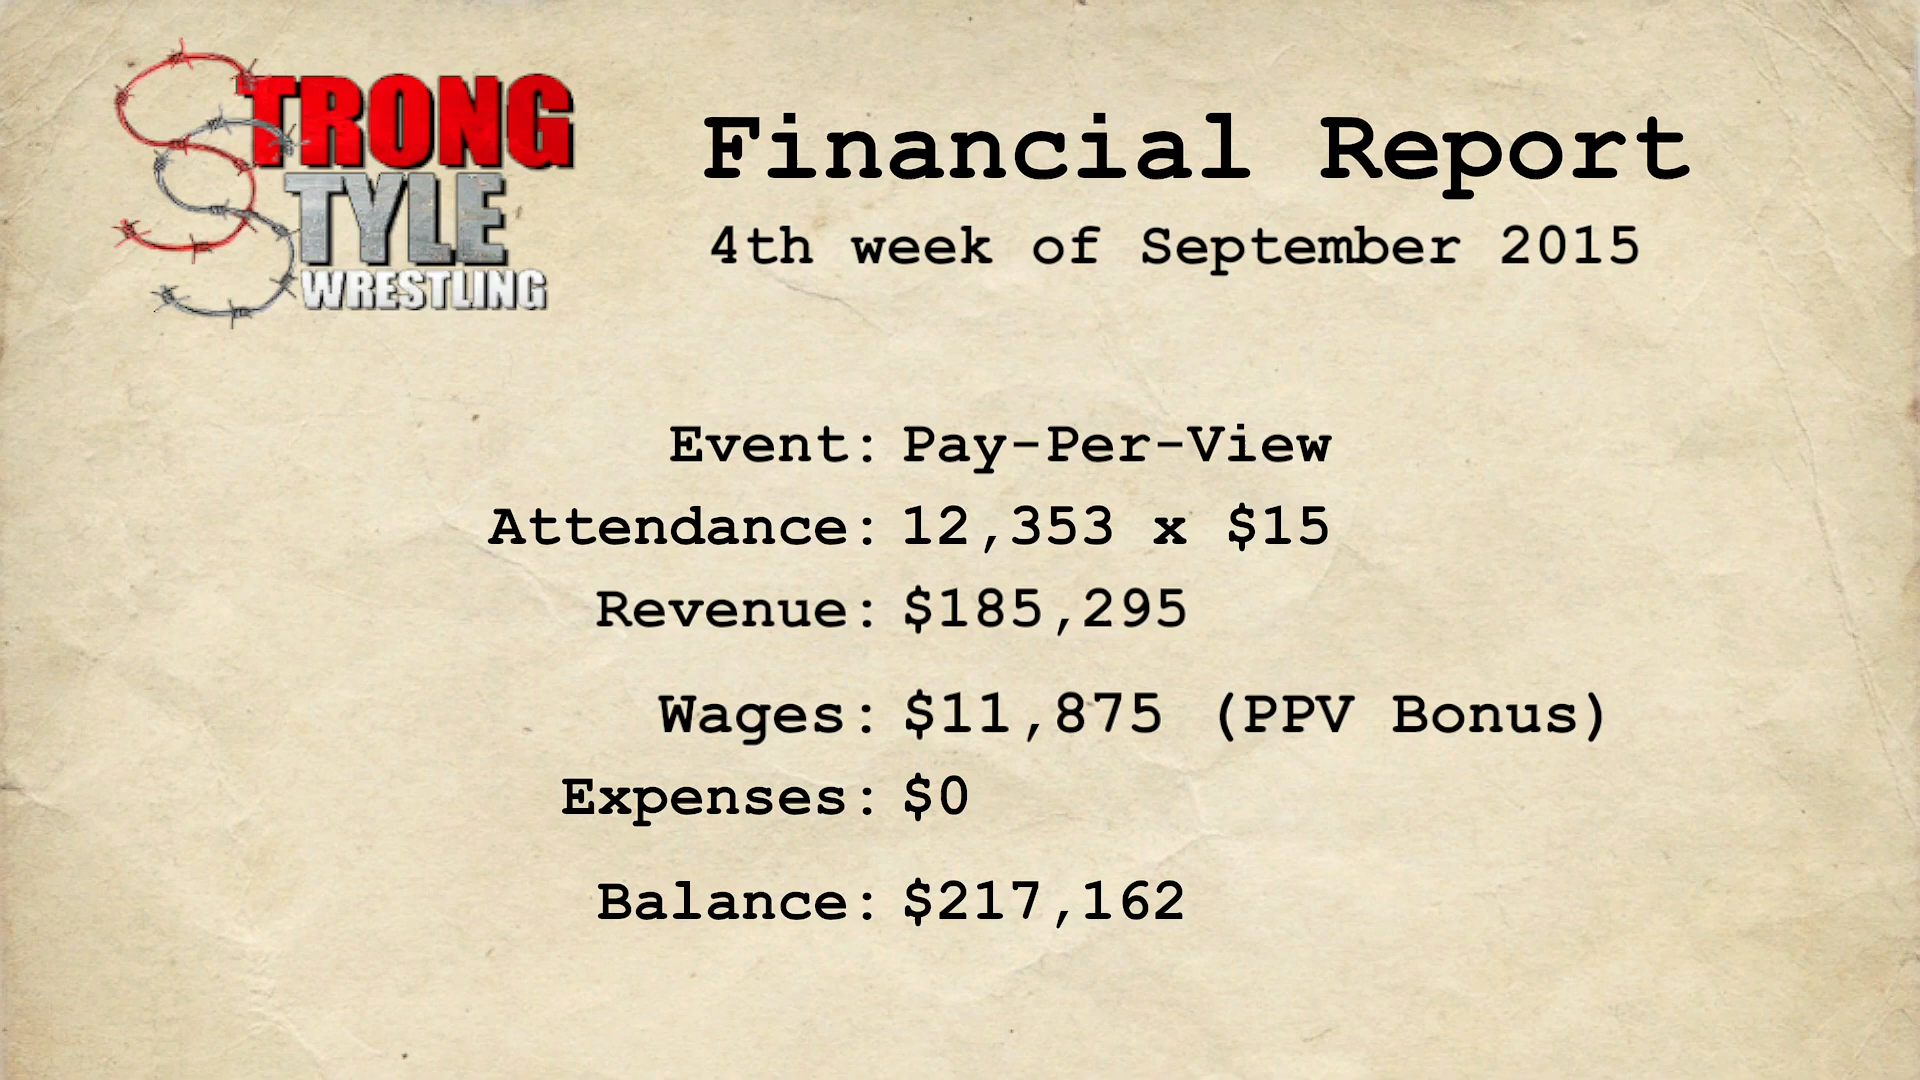 STRONG
STYLE
WRESTLING
Financial Report
4th week of September 2015
Event: Pay-Per-View
Attendance: 12,353 x $15
Revenue: $185,295
Wages: $11,875 (PPV Bonus)
Expenses: $0
Balance: $217,162